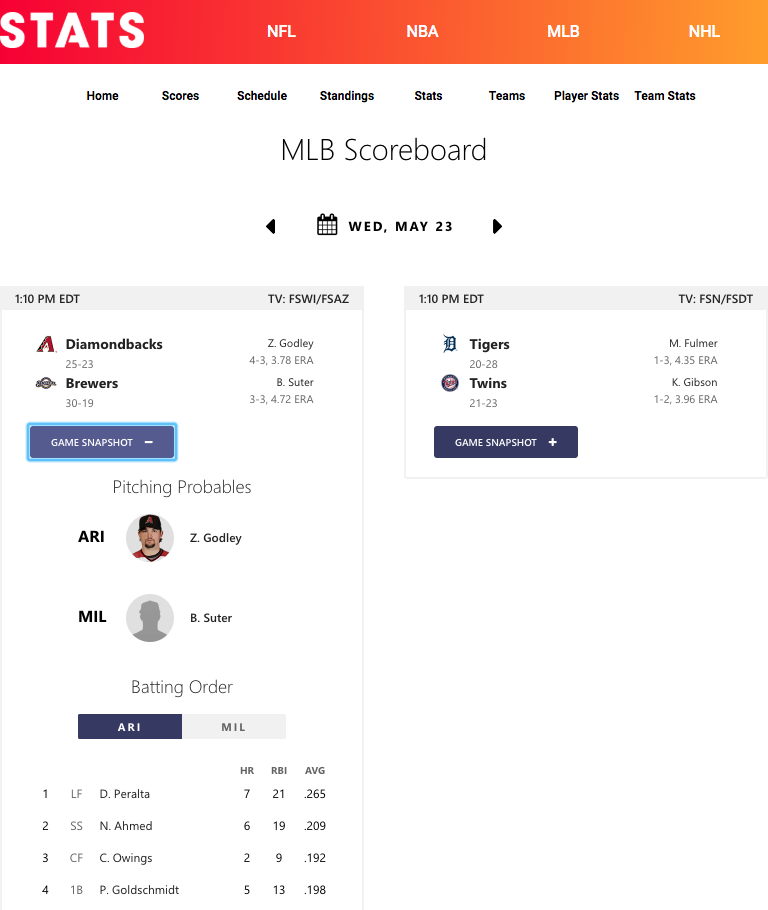 STATS
NFL NBA MLB NHL
Home Scores Schedule Standings Stats Teams Player Stats Team Stats
MLB Scoreboard
WED, MAY 23
1:10 PM EDT TV: FSWI/FSAZ
Diamondbacks Z. Godley
25-23 4-3, 3.78 ERA
Brewers B. Suter
30-19 3-3, 4.72 ERA
GAME SNAPSHOT −
Pitching Probables
ARI Z. Godley
MIL B. Suter
Batting Order
ARI MIL
HR RBI AVG
1 LF D. Peralta 7 21 .265
2 SS N. Ahmed 6 19 .209
3 CF C. Owings 2 9 .192
4 1B P. Goldschmidt 5 13 .198
1:10 PM EDT TV: FSN/FSDT
Tigers M. Fulmer
20-28 1-3, 4.35 ERA
Twins K. Gibson
21-23 1-2, 3.96 ERA
GAME SNAPSHOT +